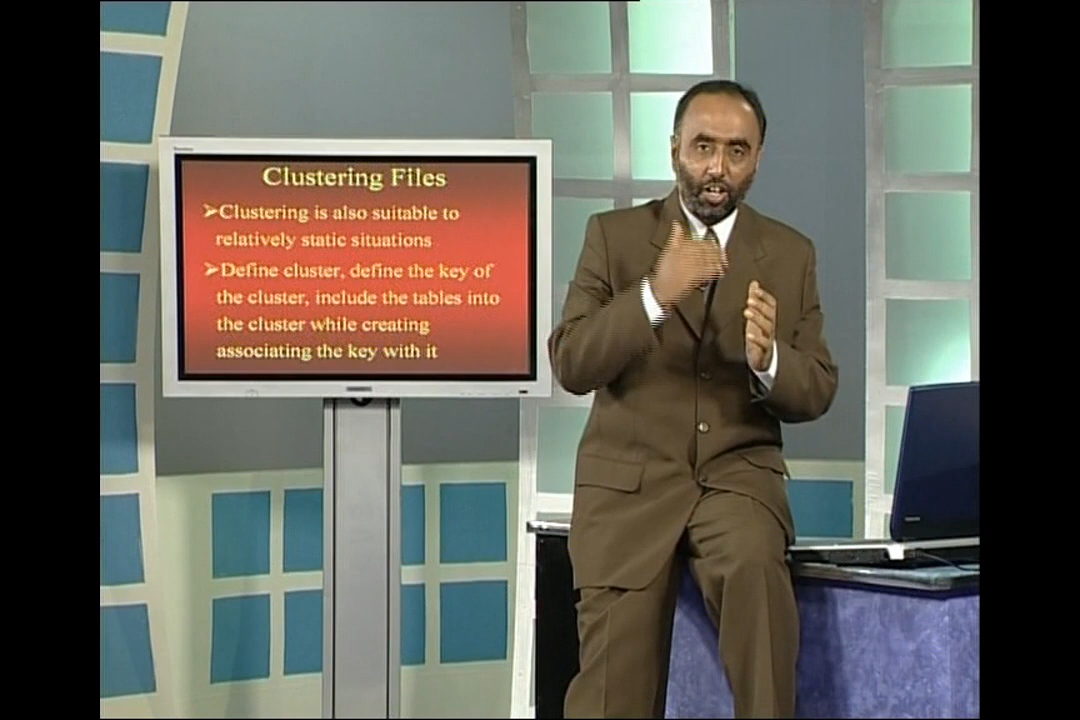 Clustering Files
➢Clustering is also suitable to
relatively static situations
➢Define cluster, define the key of
the cluster, include the tables into
the cluster while creating
associating the key with it